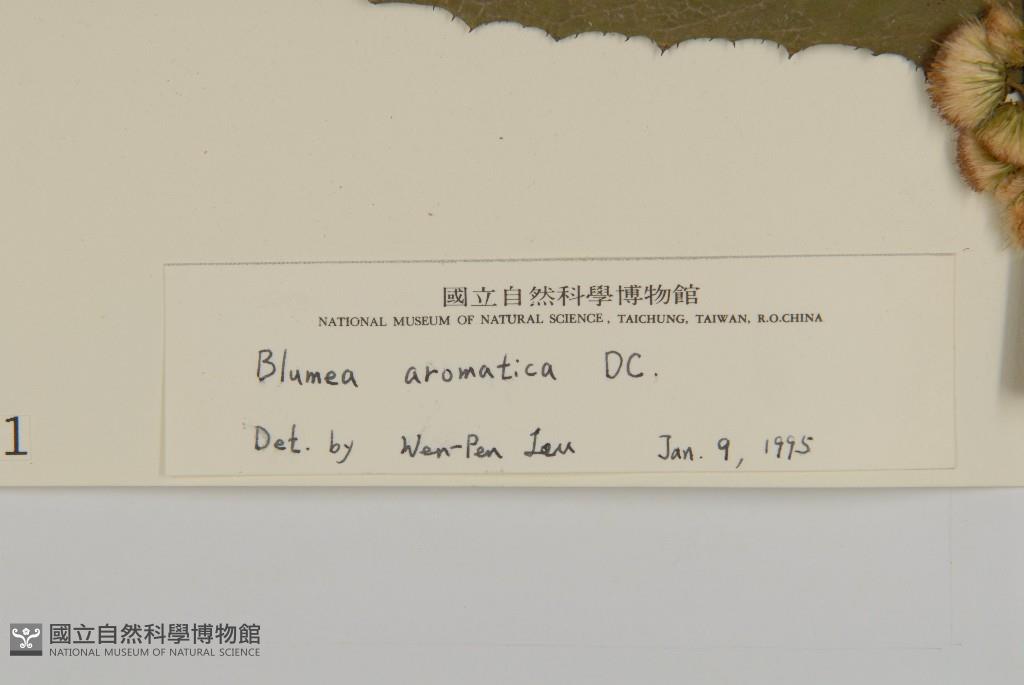 國立自然科學博物館
NATIONAL MUSEUM OF NATURAL SCIENCE, TAICHUNG, TAIWAN, R.O.CHINA
Blumea aromatica DC.
Det. by Wen-Pen Leu Jan. 9, 1995
1
國立自然科學博物館
NATIONAL MUSEUM OF NATURAL SCIENCE